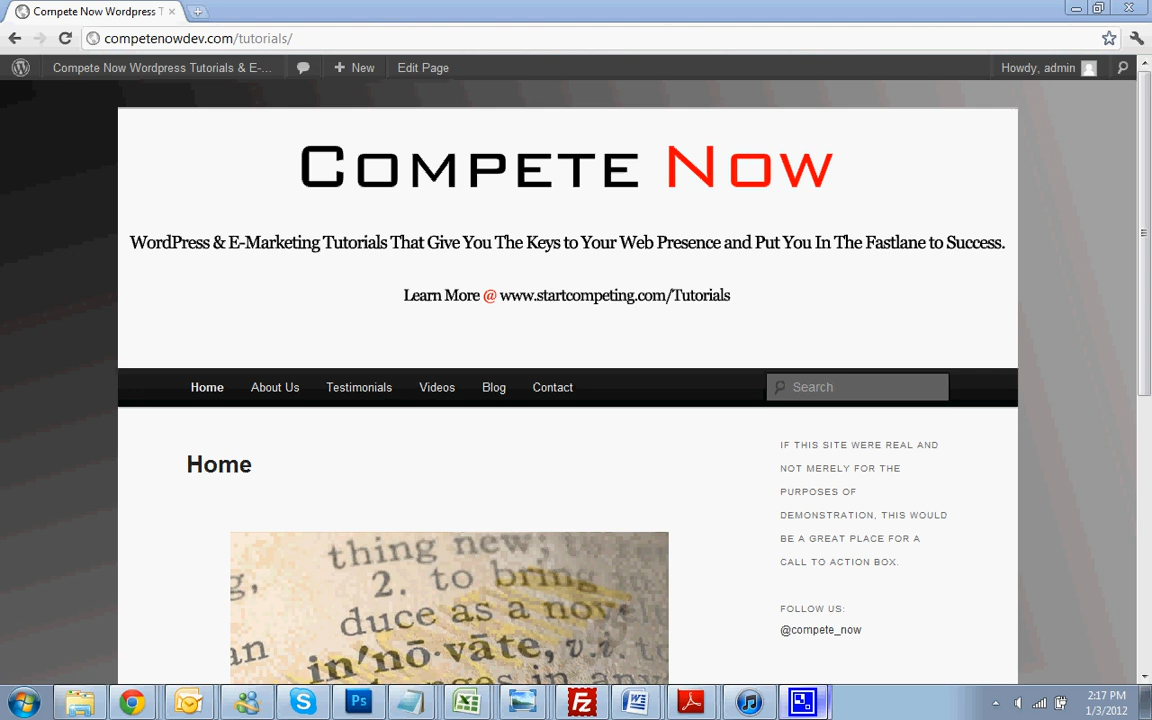 Compete Now Wordpress T
competenowdev.com/tutorials/
Compete Now Wordpress Tutorials & E-...
New
Edit Page
Howdy, admin
Compete Now
WordPress & E-Marketing Tutorials That Give You The Keys to Your Web Presence and Put You In The Fastlane to Success.
Learn More @ www.startcompeting.com/Tutorials
Home
About Us
Testimonials
Videos
Blog
Contact
Search
Home
IF THIS SITE WERE REAL AND
NOT MERELY FOR THE
PURPOSES OF
DEMONSTRATION, THIS WOULD
BE A GREAT PLACE FOR A
CALL TO ACTION BOX.
FOLLOW US:
@compete_now
thing new;
2. to bring
duce as a nove
in'nō·vāte, v.i. to
2:17 PM
1/3/2012